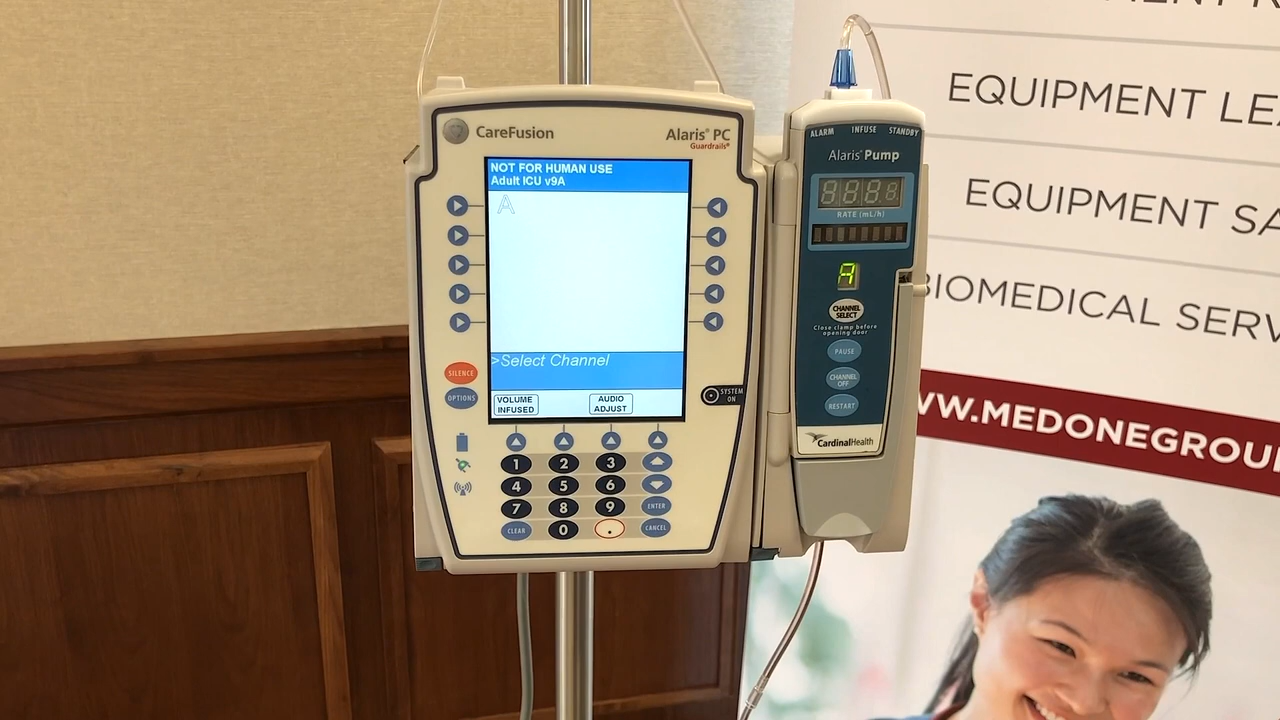 CareFusion
Alaris® PC
Guardrails®
NOT FOR HUMAN USE
Adult ICU v9A
A
>Select Channel
VOLUME INFUSED
AUDIO ADJUST
SILENCE
OPTIONS
SYSTEM ON
1 2 3
4 5 6
7 8 9 ENTER
CLEAR 0 . CANCEL
ALARM INFUSE STANDBY
Alaris® Pump
8888
RATE (mL/h)
A
CHANNEL SELECT
Close clamp before
opening door
PAUSE
CHANNEL OFF
RESTART
CardinalHealth
EQUIPMENT LEA
EQUIPMENT SA
BIOMEDICAL SERV
WW.MEDONEGROU